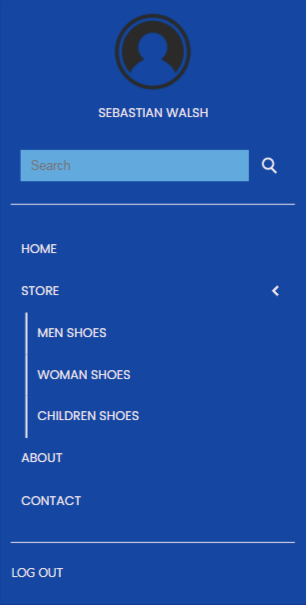 SEBASTIAN WALSH
Search
HOME
STORE
MEN SHOES
WOMAN SHOES
CHILDREN SHOES
ABOUT
CONTACT
LOG OUT